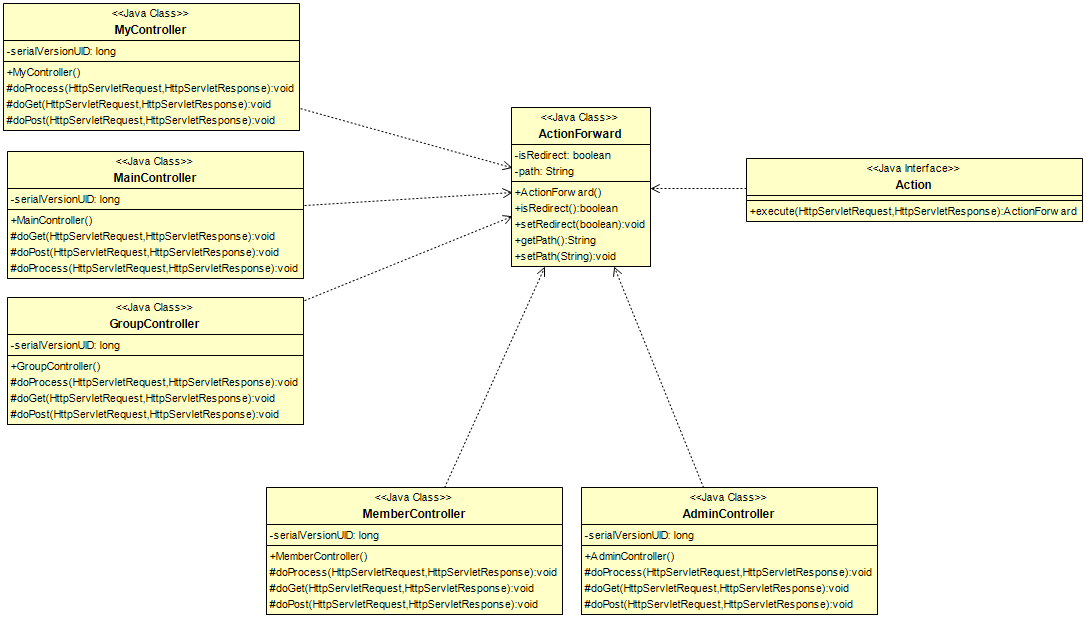 <<Java Class>>
MyController
-serialVersionUID: long
+MyController()
#doProcess(HttpServletRequest,HttpServletResponse):void
#doGet(HttpServletRequest,HttpServletResponse):void
#doPost(HttpServletRequest,HttpServletResponse):void
<<Java Class>>
MainController
-serialVersionUID: long
+MainController()
#doGet(HttpServletRequest,HttpServletResponse):void
#doPost(HttpServletRequest,HttpServletResponse):void
#doProcess(HttpServletRequest,HttpServletResponse):void
<<Java Class>>
GroupController
-serialVersionUID: long
+GroupController()
#doProcess(HttpServletRequest,HttpServletResponse):void
#doGet(HttpServletRequest,HttpServletResponse):void
#doPost(HttpServletRequest,HttpServletResponse):void
<<Java Class>>
ActionForward
-isRedirect: boolean
-path: String
+ActionForward()
+isRedirect():boolean
+setRedirect(boolean):void
+getPath():String
+setPath(String):void
<<Java Interface>>
Action
+execute(HttpServletRequest,HttpServletResponse):ActionForward
<<Java Class>>
MemberController
-serialVersionUID: long
+MemberController()
#doProcess(HttpServletRequest,HttpServletResponse):void
#doGet(HttpServletRequest,HttpServletResponse):void
#doPost(HttpServletRequest,HttpServletResponse):void
<<Java Class>>
AdminController
-serialVersionUID: long
+AdminController()
#doProcess(HttpServletRequest,HttpServletResponse):void
#doGet(HttpServletRequest,HttpServletResponse):void
#doPost(HttpServletRequest,HttpServletResponse):void